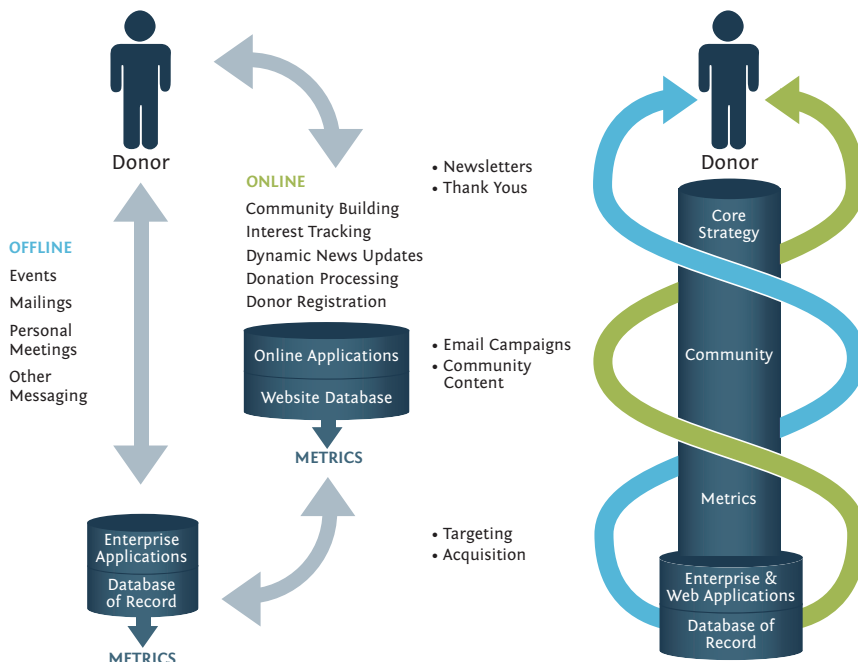 Donor
OFFLINE
Events
Mailings
Personal
Meetings
Other
Messaging
Enterprise
Applications
Database
of Record
METRICS
ONLINE
Community Building
Interest Tracking
Dynamic News Updates
Donation Processing
Donor Registration
Online Applications
Website Database
METRICS
• Newsletters
• Thank Yous
• Email Campaigns
• Community
Content
• Targeting
• Acquisition
Donor
Core
Strategy
Community
Metrics
Enterprise &
Web Applications
Database of
Record